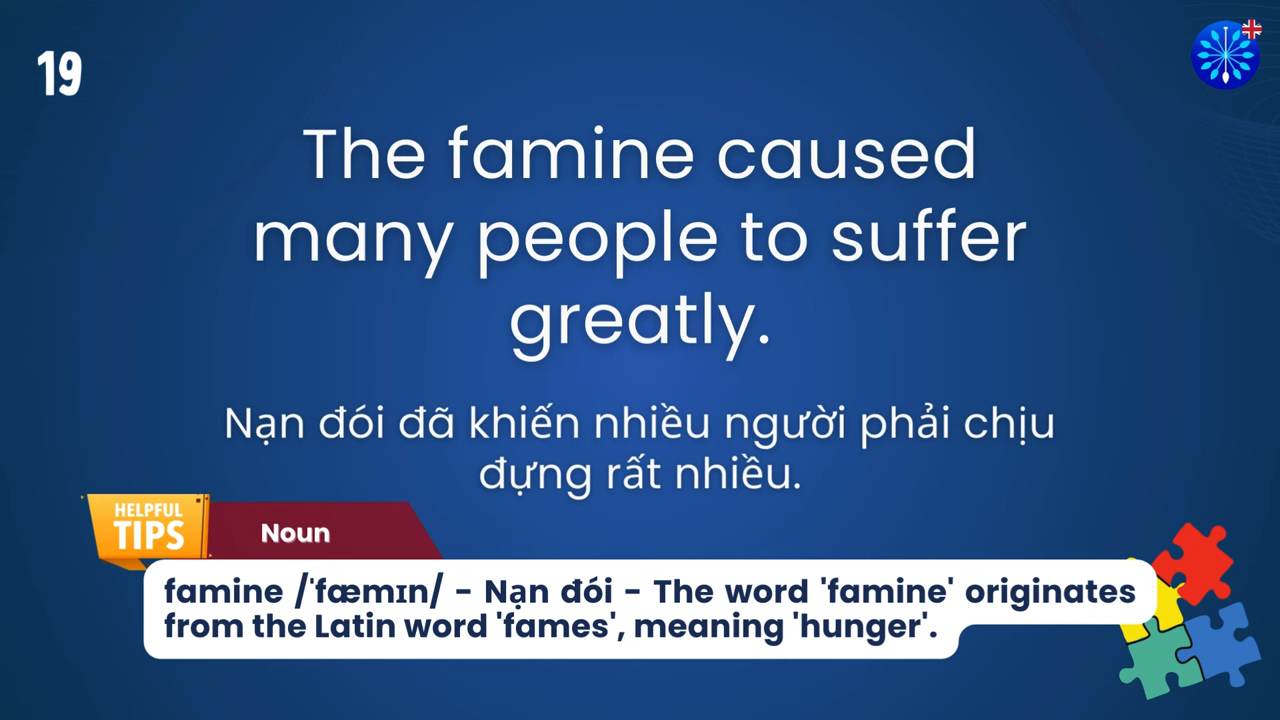 19
The famine caused
many people to suffer
greatly.
Nạn đói đã khiến nhiều người phải chịu
đựng rất nhiều.
HELPFUL
TIPS
Noun
famine /ˈfæmɪn/ - Nạn đói - The word 'famine' originates
from the Latin word 'fames', meaning 'hunger'.